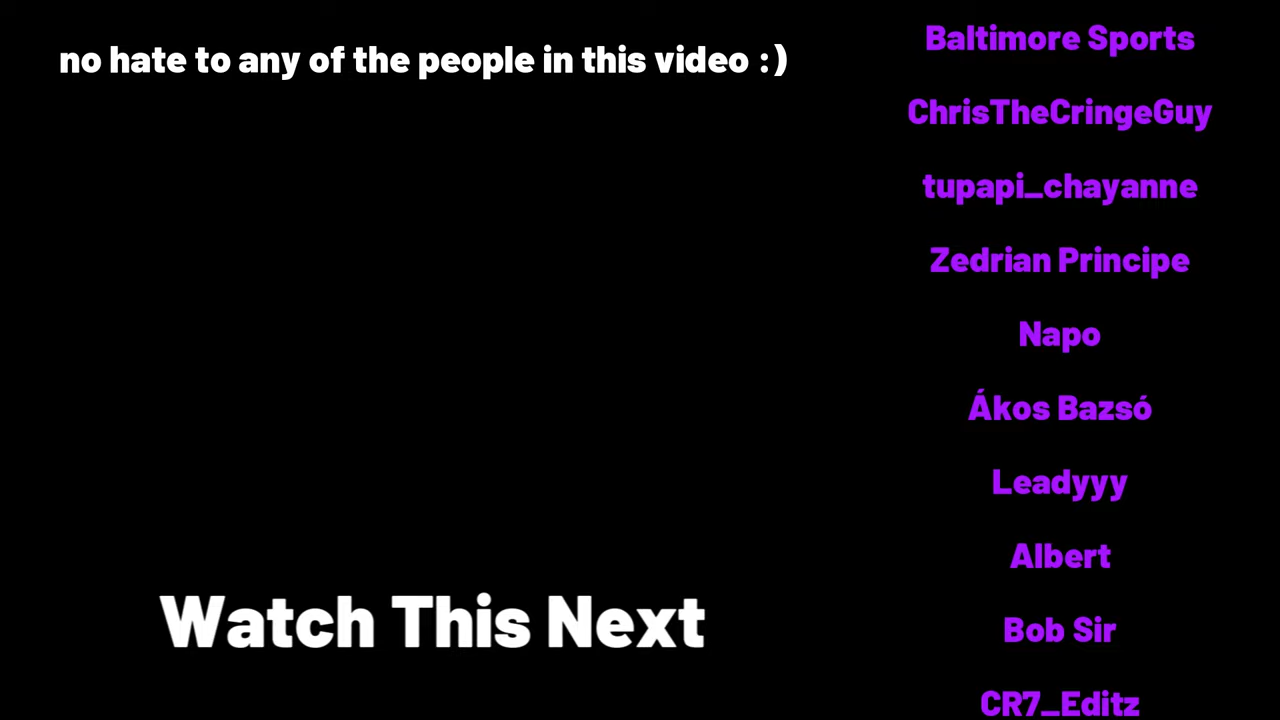 no hate to any of the people in this video :)
Watch This Next
Baltimore Sports
ChrisTheCringeGuy
tupapi_chayanne
Zedrian Principe
Napo
Ákos Bazsó
Leadyyy
Albert
Bob Sir
CR7_Editz